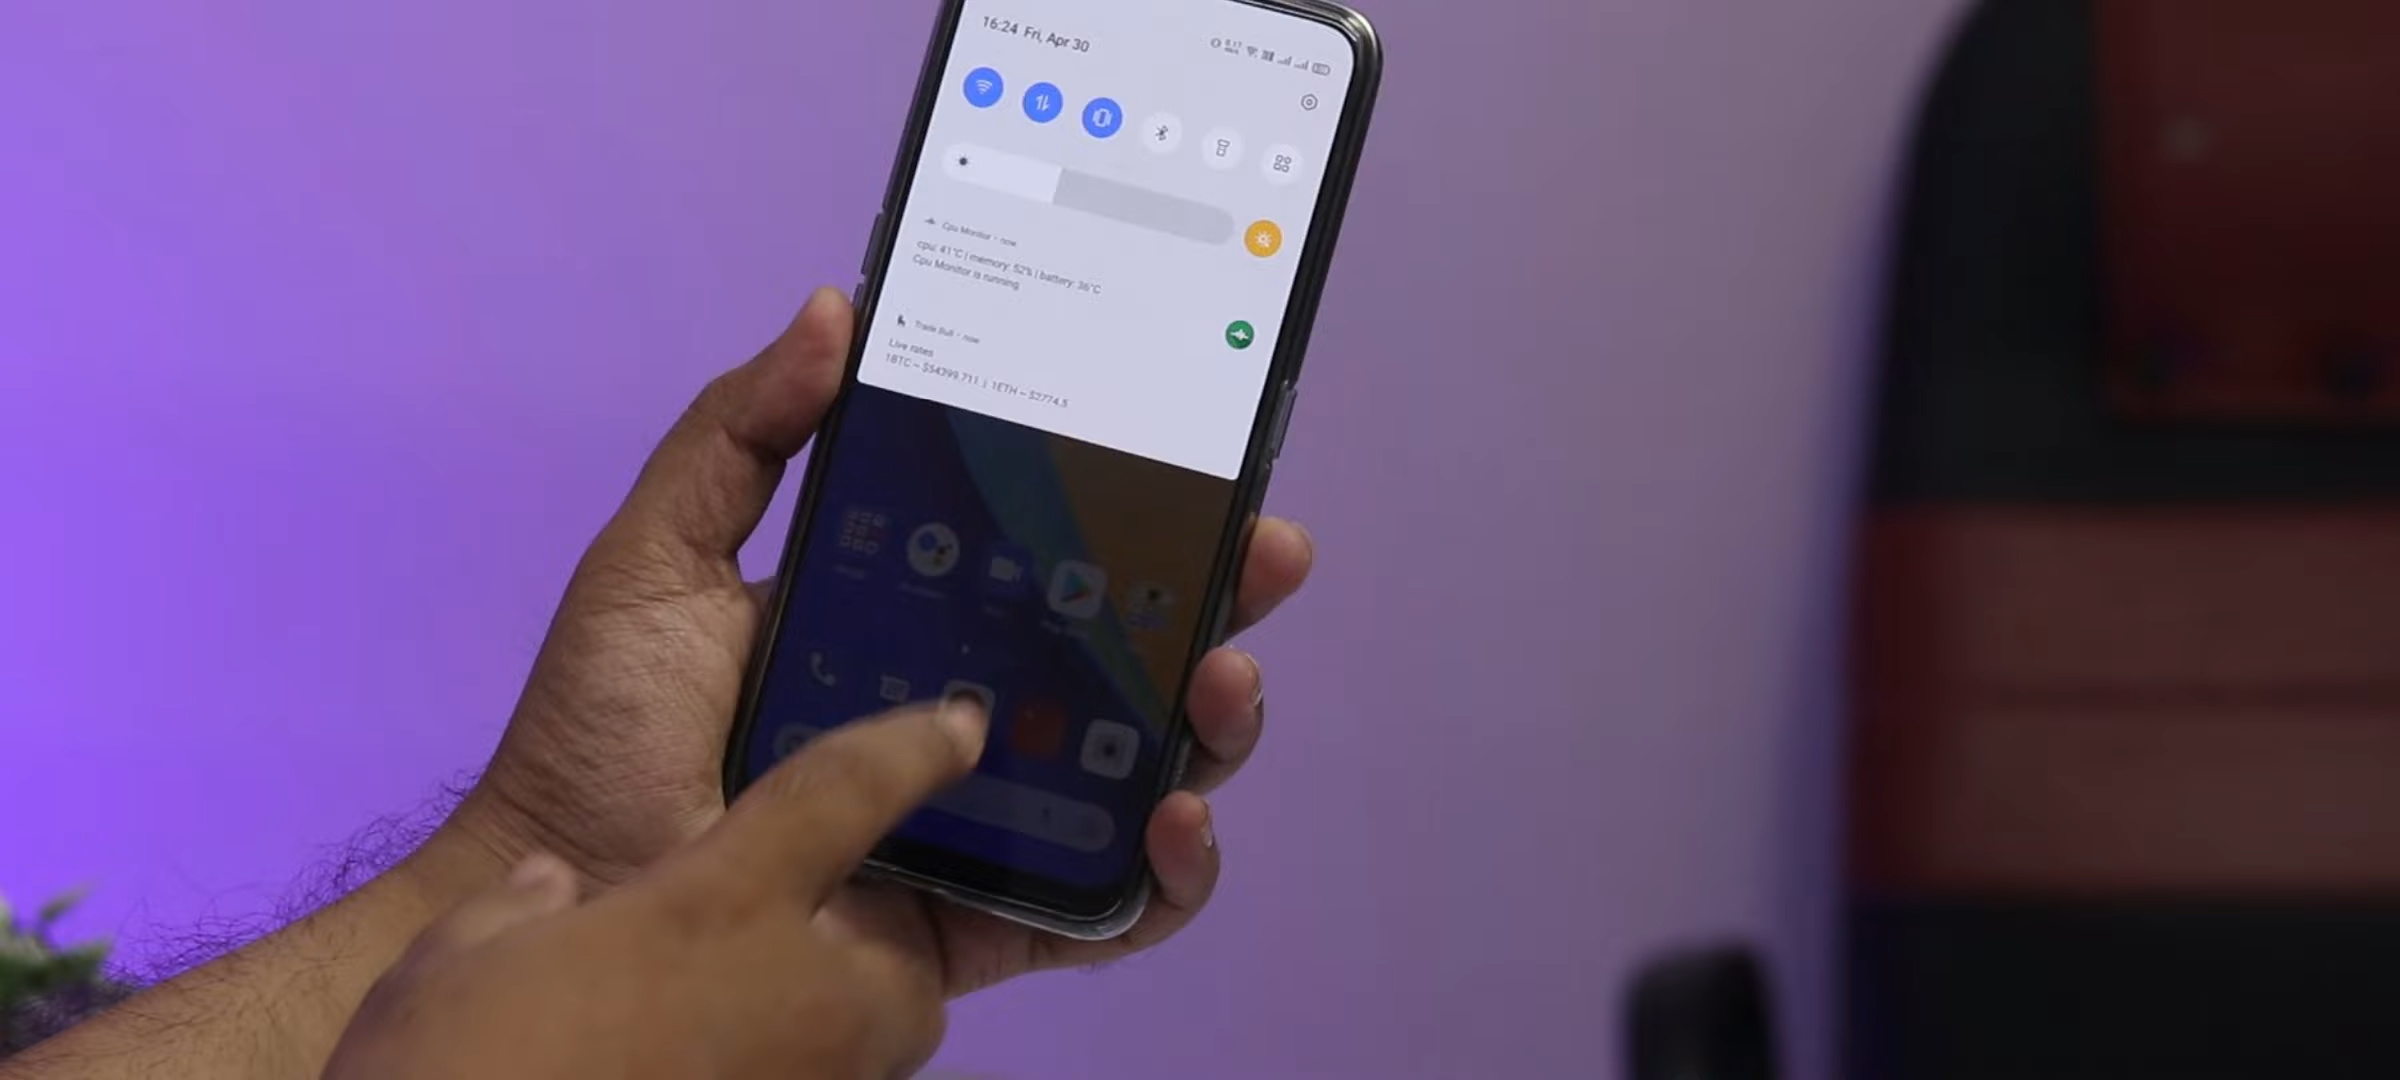 16:24 Fri, Apr 30
Cpu Monitor • now
cpu: 41°C | memory: 52% | battery: 36°C
Cpu Monitor is running
Trade Bull • now
Live rates
1BTC ~ $54399.711 | 1ETH ~ $2774.5